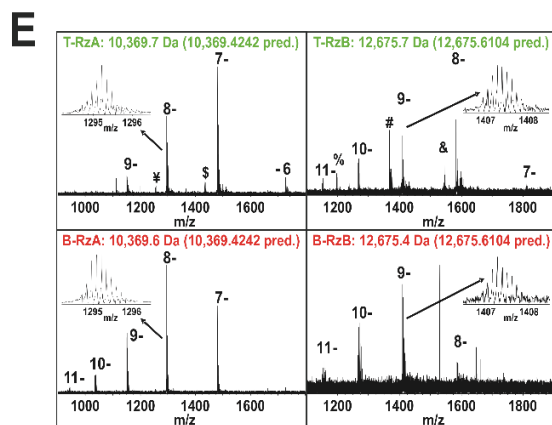 E
T-RzA: 10,369.7 Da (10,369.4242 pred.)
7-
8-
1295 1296
m/z
9-
¥
$
-6
1000 1200 1400 1600
m/z
T-RzB: 12,675.7 Da (12,675.6104 pred.)
8-
9-
1407 1408
m/z
#
&
10-
%
11-
7-
1200 1400 1600 1800
m/z
B-RzA: 10,369.6 Da (10,369.4242 pred.)
8-
7-
1295 1296
m/z
9-
10-
11-
1000 1200 1400 1600
m/z
B-RzB: 12,675.4 Da (12,675.6104 pred.)
9-
1407 1408
m/z
10-
11-
8-
1200 1400 1600 1800
m/z